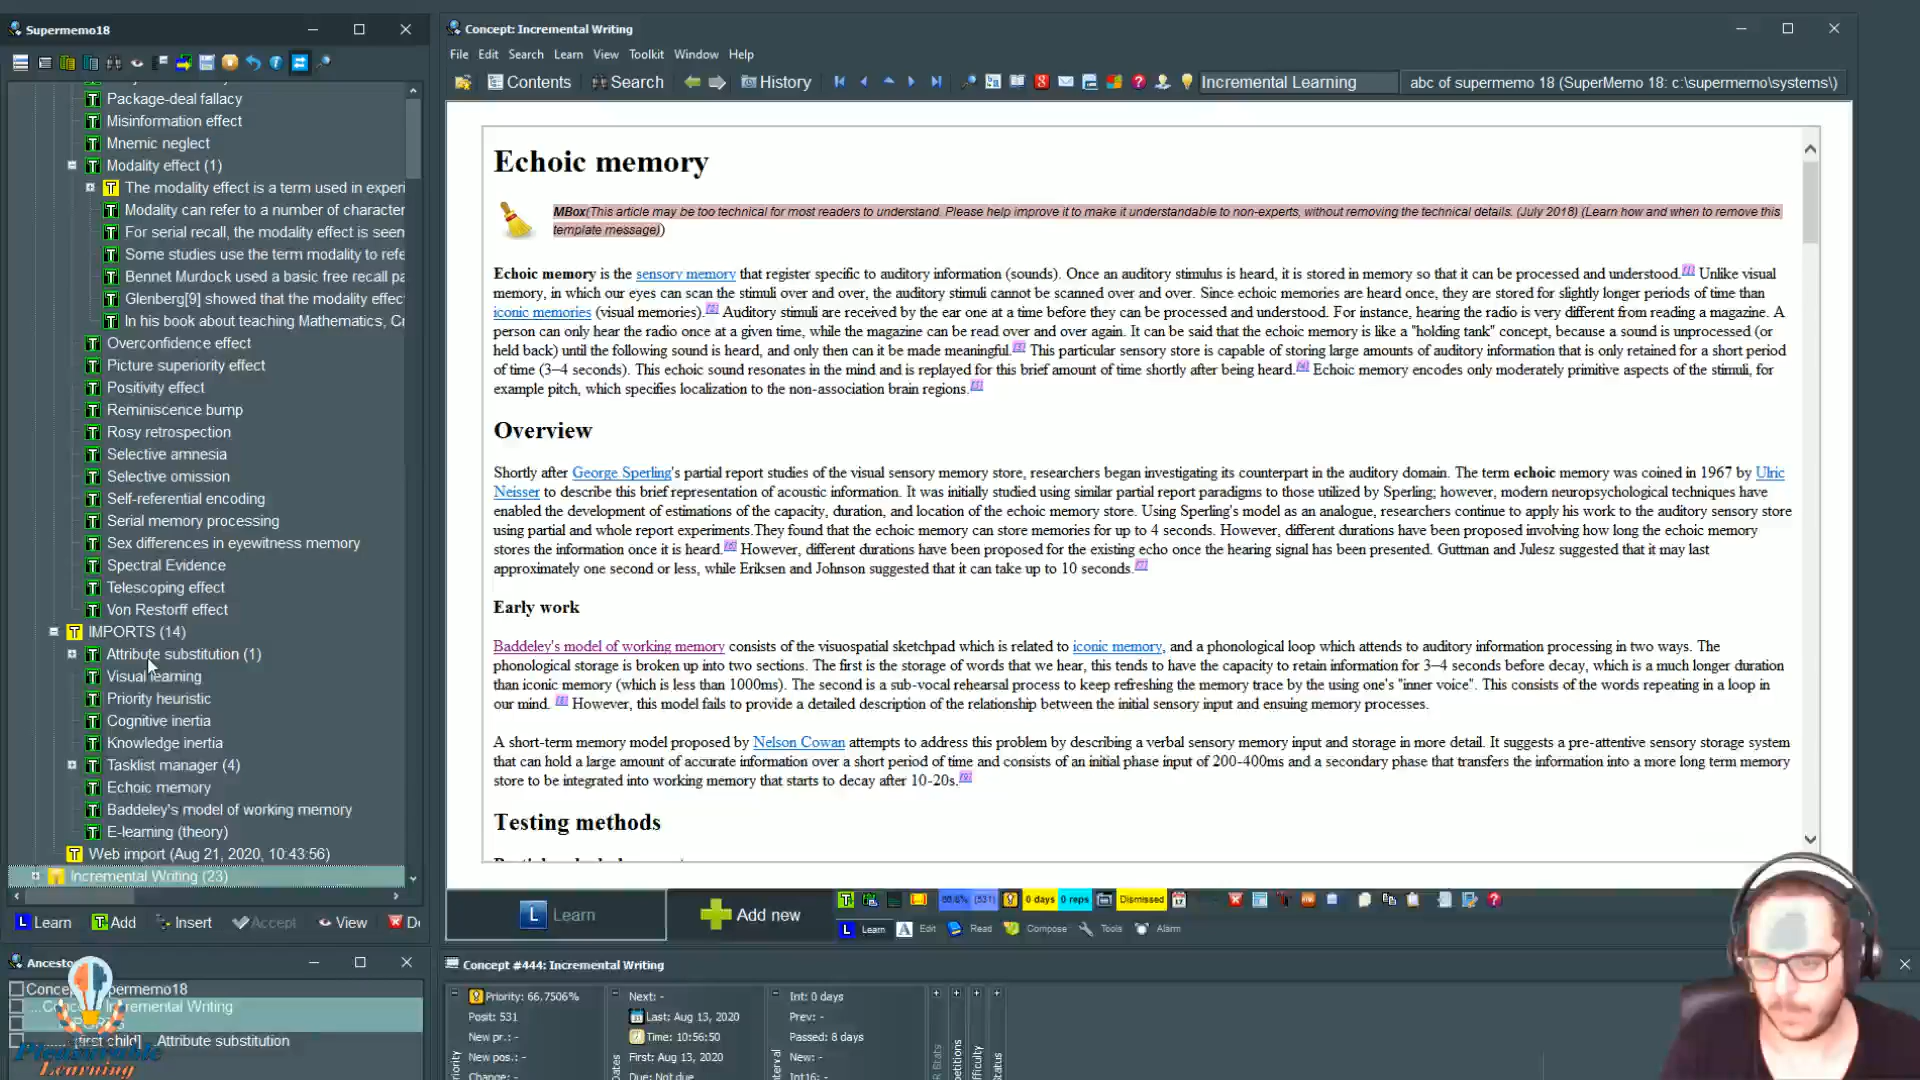 Supermemo18
Package-deal fallacy
Misinformation effect
Mnemic neglect
Modality effect (1)
The modality effect is a term used in experi
Modality can refer to a number of character
For serial recall, the modality effect is seen
Some studies use the term modality to refe
Bennet Murdock used a basic free recall pa
Glenberg[9] showed that the modality effec
In his book about teaching Mathematics, Cr
Overconfidence effect
Picture superiority effect
Positivity effect
Reminiscence bump
Rosy retrospection
Selective amnesia
Selective omission
Self-referential encoding
Serial memory processing
Sex differences in eyewitness memory
Spectral Evidence
Telescoping effect
Von Restorff effect
IMPORTS (14)
Attribute substitution (1)
Visual learning
Priority heuristic
Cognitive inertia
Knowledge inertia
Tasklist manager (4)
Echoic memory
Baddeley's model of working memory
E-learning (theory)
Web import (Aug 21, 2020, 10:43:56)
Incremental Writing (23)
Learn Add Insert Accept View D
Concept: Incremental Writing
File Edit Search Learn View Toolkit Window Help
Contents Search History Incremental Learning abc of supermemo 18 (SuperMemo 18: c:\supermemo\systems\)
Echoic memory
MBox(This article may be too technical for most readers to understand. Please help improve it to make it understandable to non-experts, without removing the technical details. (July 2018) (Learn how and when to remove this
template message))
Echoic memory is the sensory memory that register specific to auditory information (sounds). Once an auditory stimulus is heard, it is stored in memory so that it can be processed and understood.[1] Unlike visual
memory, in which our eyes can scan the stimuli over and over, the auditory stimuli cannot be scanned over and over. Since echoic memories are heard once, they are stored for slightly longer periods of time than
iconic memories (visual memories).[2] Auditory stimuli are received by the ear one at a time before they can be processed and understood. For instance, hearing the radio is very different from reading a magazine. A
person can only hear the radio once at a given time, while the magazine can be read over and over again. It can be said that the echoic memory is like a "holding tank" concept, because a sound is unprocessed (or
held back) until the following sound is heard, and only then can it be made meaningful.[3] This particular sensory store is capable of storing large amounts of auditory information that is only retained for a short period
of time (3–4 seconds). This echoic sound resonates in the mind and is replayed for this brief amount of time shortly after being heard.[4] Echoic memory encodes only moderately primitive aspects of the stimuli, for
example pitch, which specifies localization to the non-association brain regions.[5]
Overview
Shortly after George Sperling's partial report studies of the visual sensory memory store, researchers began investigating its counterpart in the auditory domain. The term echoic memory was coined in 1967 by Ulric
Neisser to describe this brief representation of acoustic information. It was initially studied using similar partial report paradigms to those utilized by Sperling; however, modern neuropsychological techniques have
enabled the development of estimations of the capacity, duration, and location of the echoic memory store. Using Sperling's model as an analogue, researchers continue to apply his work to the auditory sensory store
using partial and whole report experiments.They found that the echoic memory can store memories for up to 4 seconds. However, different durations have been proposed involving how long the echoic memory
stores the information once it is heard.[6] However, different durations have been proposed for the existing echo once the hearing signal has been presented. Guttman and Julesz suggested that it may last
approximately one second or less, while Eriksen and Johnson suggested that it can take up to 10 seconds.[7]
Early work
Baddeley's model of working memory consists of the visuospatial sketchpad which is related to iconic memory, and a phonological loop which attends to auditory information processing in two ways. The
phonological storage is broken up into two sections. The first is the storage of words that we hear, this tends to have the capacity to retain information for 3–4 seconds before decay, which is a much longer duration
than iconic memory (which is less than 1000ms). The second is a sub-vocal rehearsal process to keep refreshing the memory trace by the using one's "inner voice". This consists of the words repeating in a loop in
our mind. [8] However, this model fails to provide a detailed description of the relationship between the initial sensory input and ensuing memory processes.
A short-term memory model proposed by Nelson Cowan attempts to address this problem by describing a verbal sensory memory input and storage in more detail. It suggests a pre-attentive sensory storage system
that can hold a large amount of accurate information over a short period of time and consists of an initial phase input of 200-400ms and a secondary phase that transfers the information into a more long term memory
store to be integrated into working memory that starts to decay after 10-20s.[9]
Testing methods
Learn Add new 66.6% (531) 0 days 0 reps Dismissed
Learn Edit Read Compose Tools Alarm
Ancesto
Conce permemo18
Conc Incremental Writing
[first child] Attribute substitution
Pleasurable
Learning
Concept #444: Incremental Writing
Priority: 66.7506% Next: - Int: 0 days
Posit: 531 Last: Aug 13, 2020 Prev: -
New pr.: - Time: 10:56:50 Passed: 8 days
New pos.: - First: Aug 13, 2020 New: -
Change: - Due: Not due Int16: -